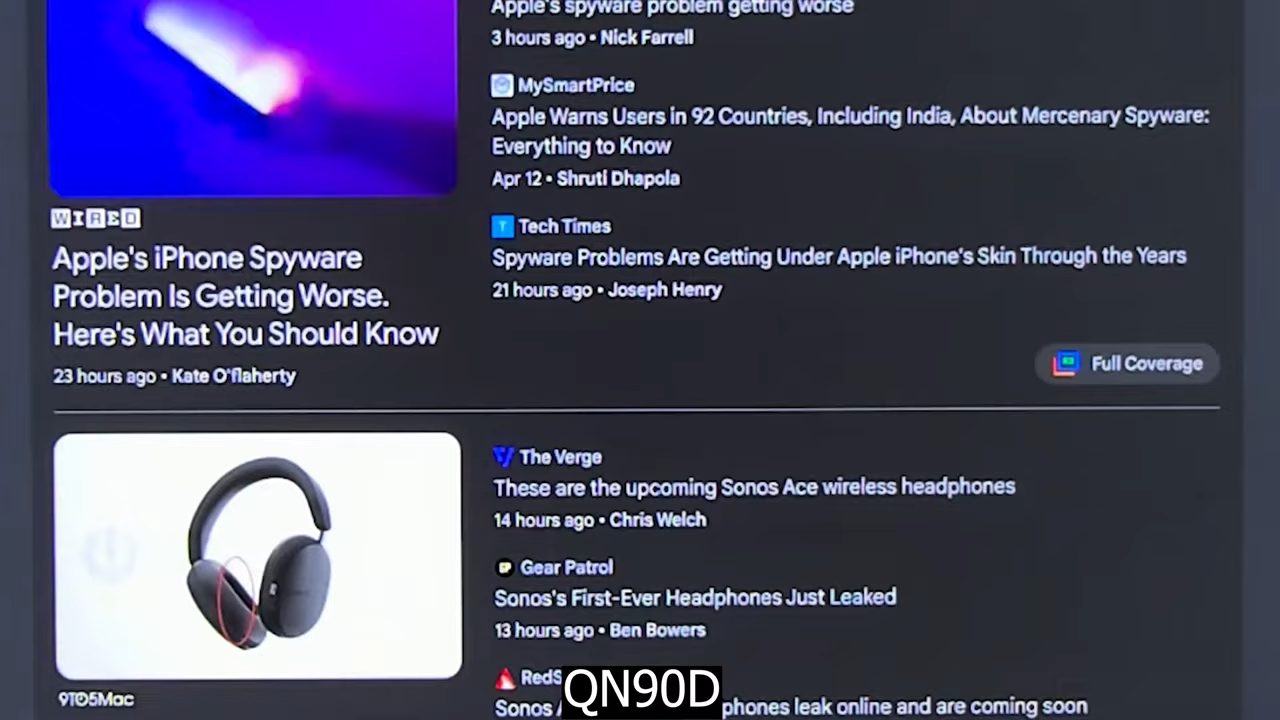 Apple's spyware problem getting worse
3 hours ago • Nick Farrell
MySmartPrice
Apple Warns Users in 92 Countries, Including India, About Mercenary Spyware:
Everything to Know
Apr 12 • Shruti Dhapola
T Tech Times
Spyware Problems Are Getting Under Apple iPhone's Skin Through the Years
21 hours ago • Joseph Henry
WIRED
Apple's iPhone Spyware
Problem Is Getting Worse.
Here's What You Should Know
23 hours ago • Kate O'flaherty
Full Coverage
The Verge
These are the upcoming Sonos Ace wireless headphones
14 hours ago • Chris Welch
GP Gear Patrol
Sonos's First-Ever Headphones Just Leaked
13 hours ago • Ben Bowers
9TO5Mac
Sonos
phones leak online and are coming soon
QN90D